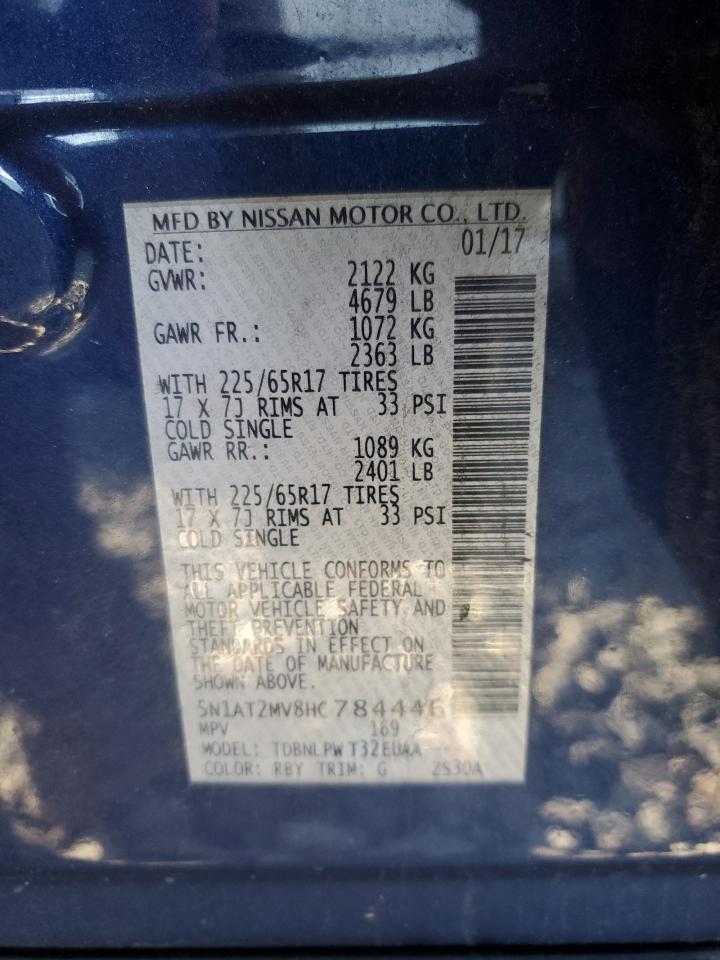 MFD BY NISSAN MOTOR CO., LTD.
DATE: 01/17
GVWR: 2122 KG
4679 LB
GAWR FR.: 1072 KG
2363 LB
WITH 225/65R17 TIRES
17 X 7J RIMS AT 33 PSI
COLD SINGLE
GAWR RR.: 1089 KG
2401 LB
WITH 225/65R17 TIRES
17 X 7J RIMS AT 33 PSI
COLD SINGLE
THIS VEHICLE CONFORMS TO
ALL APPLICABLE FEDERAL
MOTOR VEHICLE SAFETY AND
THEFT PREVENTION
STANDARDS IN EFFECT ON
THE DATE OF MANUFACTURE
SHOWN ABOVE.
5N1AT2MV8HC784446
MPV 169
MODEL: TDBNLPW T32EUAA----
COLOR: RBY TRIM: G 2S30A